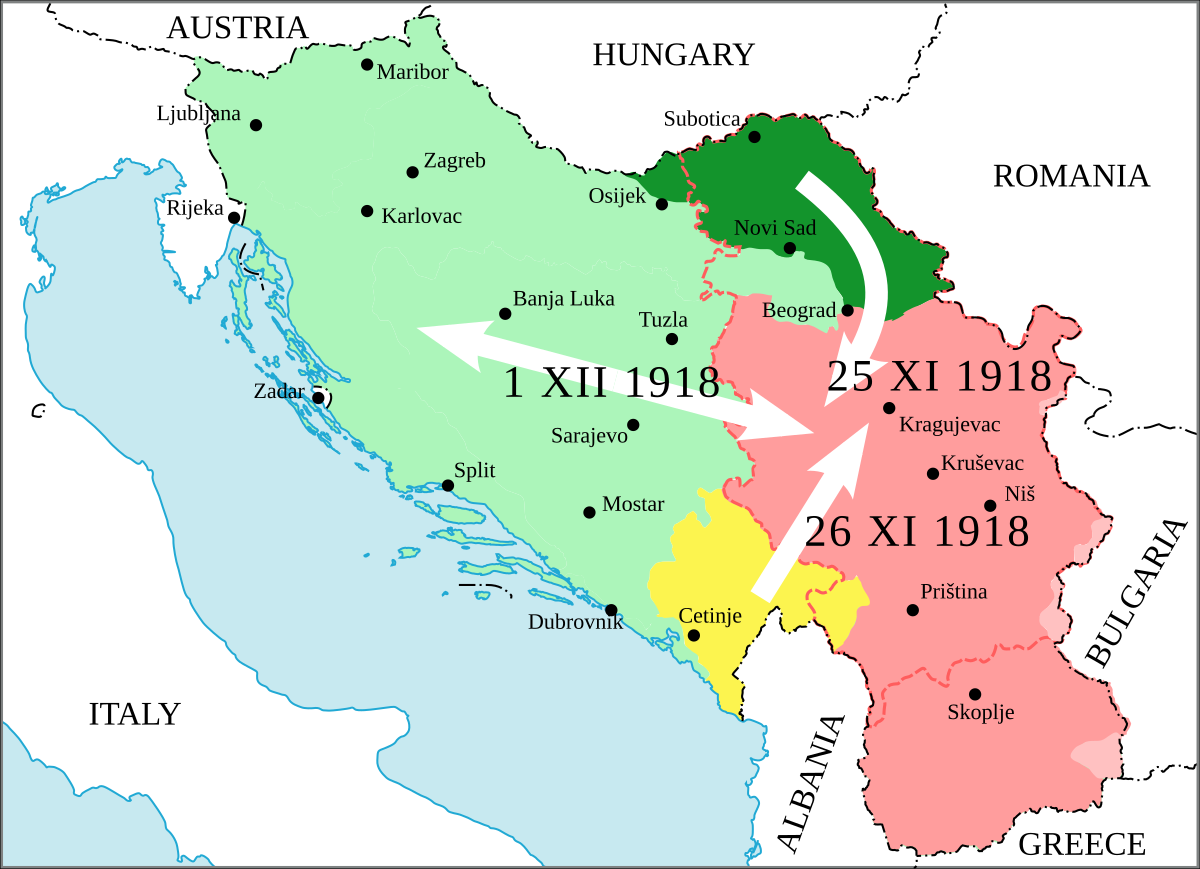 AUSTRIA
HUNGARY
Maribor
Ljubljana
Subotica
Zagreb
ROMANIA
Osijek
Rijeka
Karlovac
Novi Sad
Banja Luka
Beograd
Tuzla
1 XII 1918
25 XI 1918
Zadar
Kragujevac
Sarajevo
Kruševac
Split
Niš
Mostar
26 XI 1918
BULGARIA
Priština
Cetinje
Dubrovnik
ITALY
Skoplje
ALBANIA
GREECE